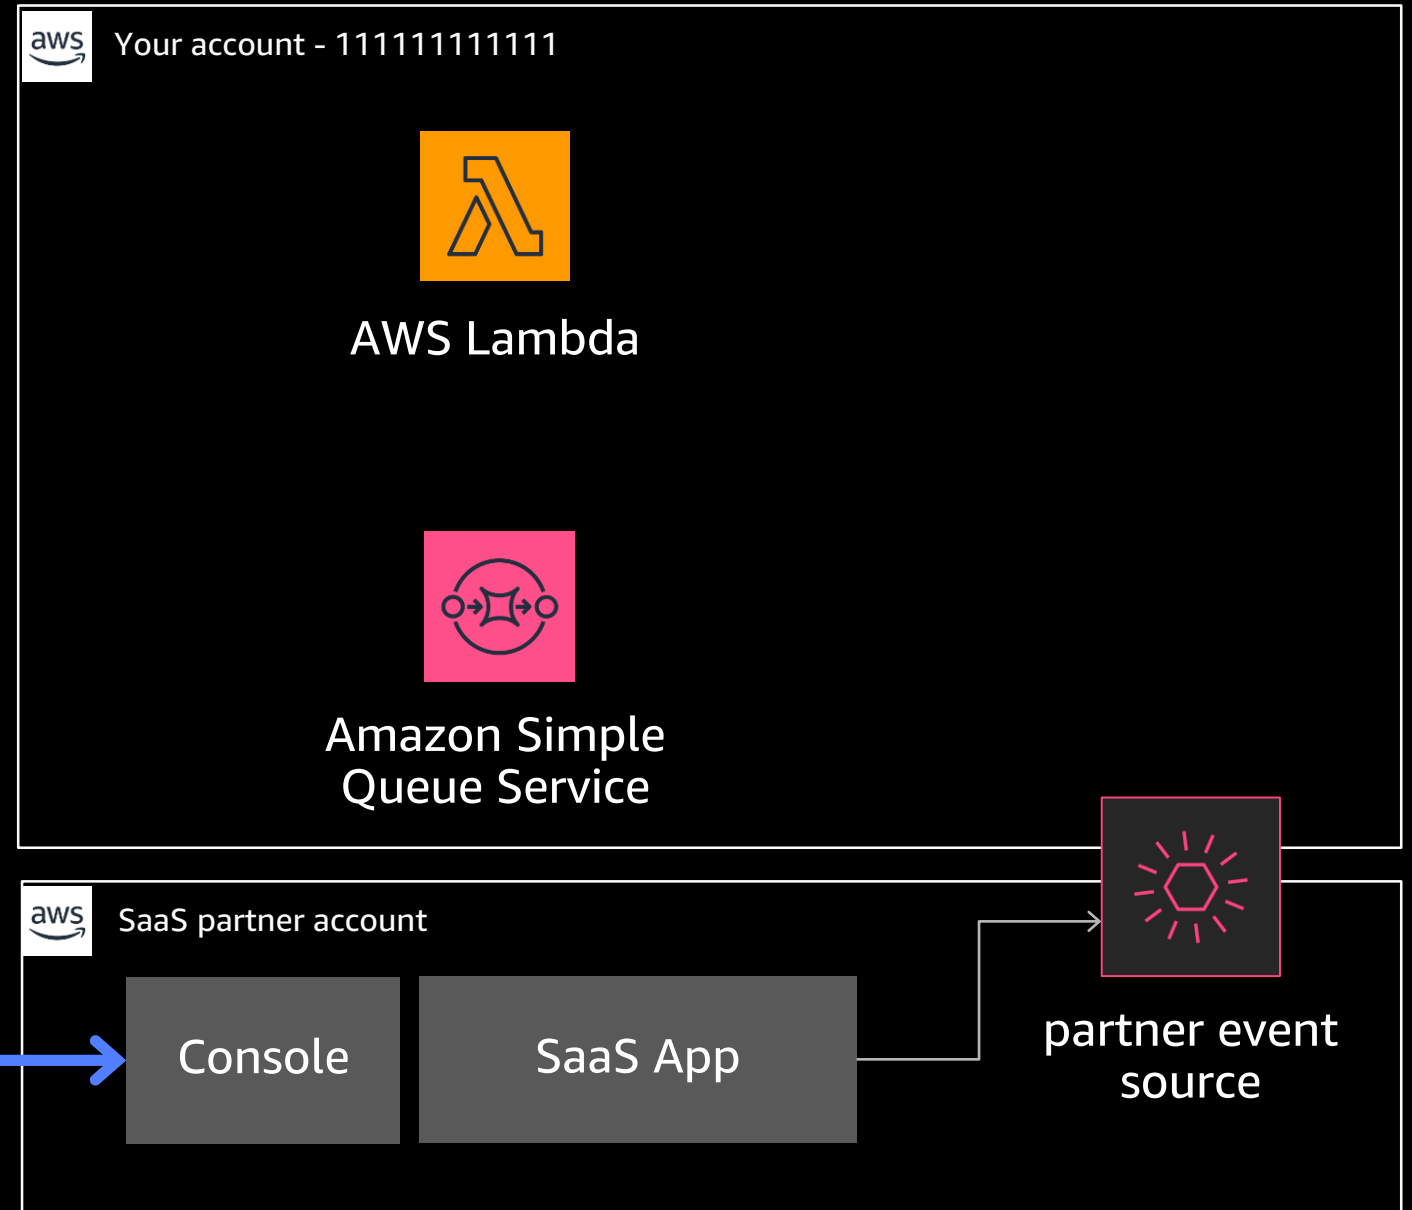 aws
Your account - 111111111111
AWS Lambda
Amazon Simple
Queue Service
aws
SaaS partner account
Console
SaaS App
partner event
source